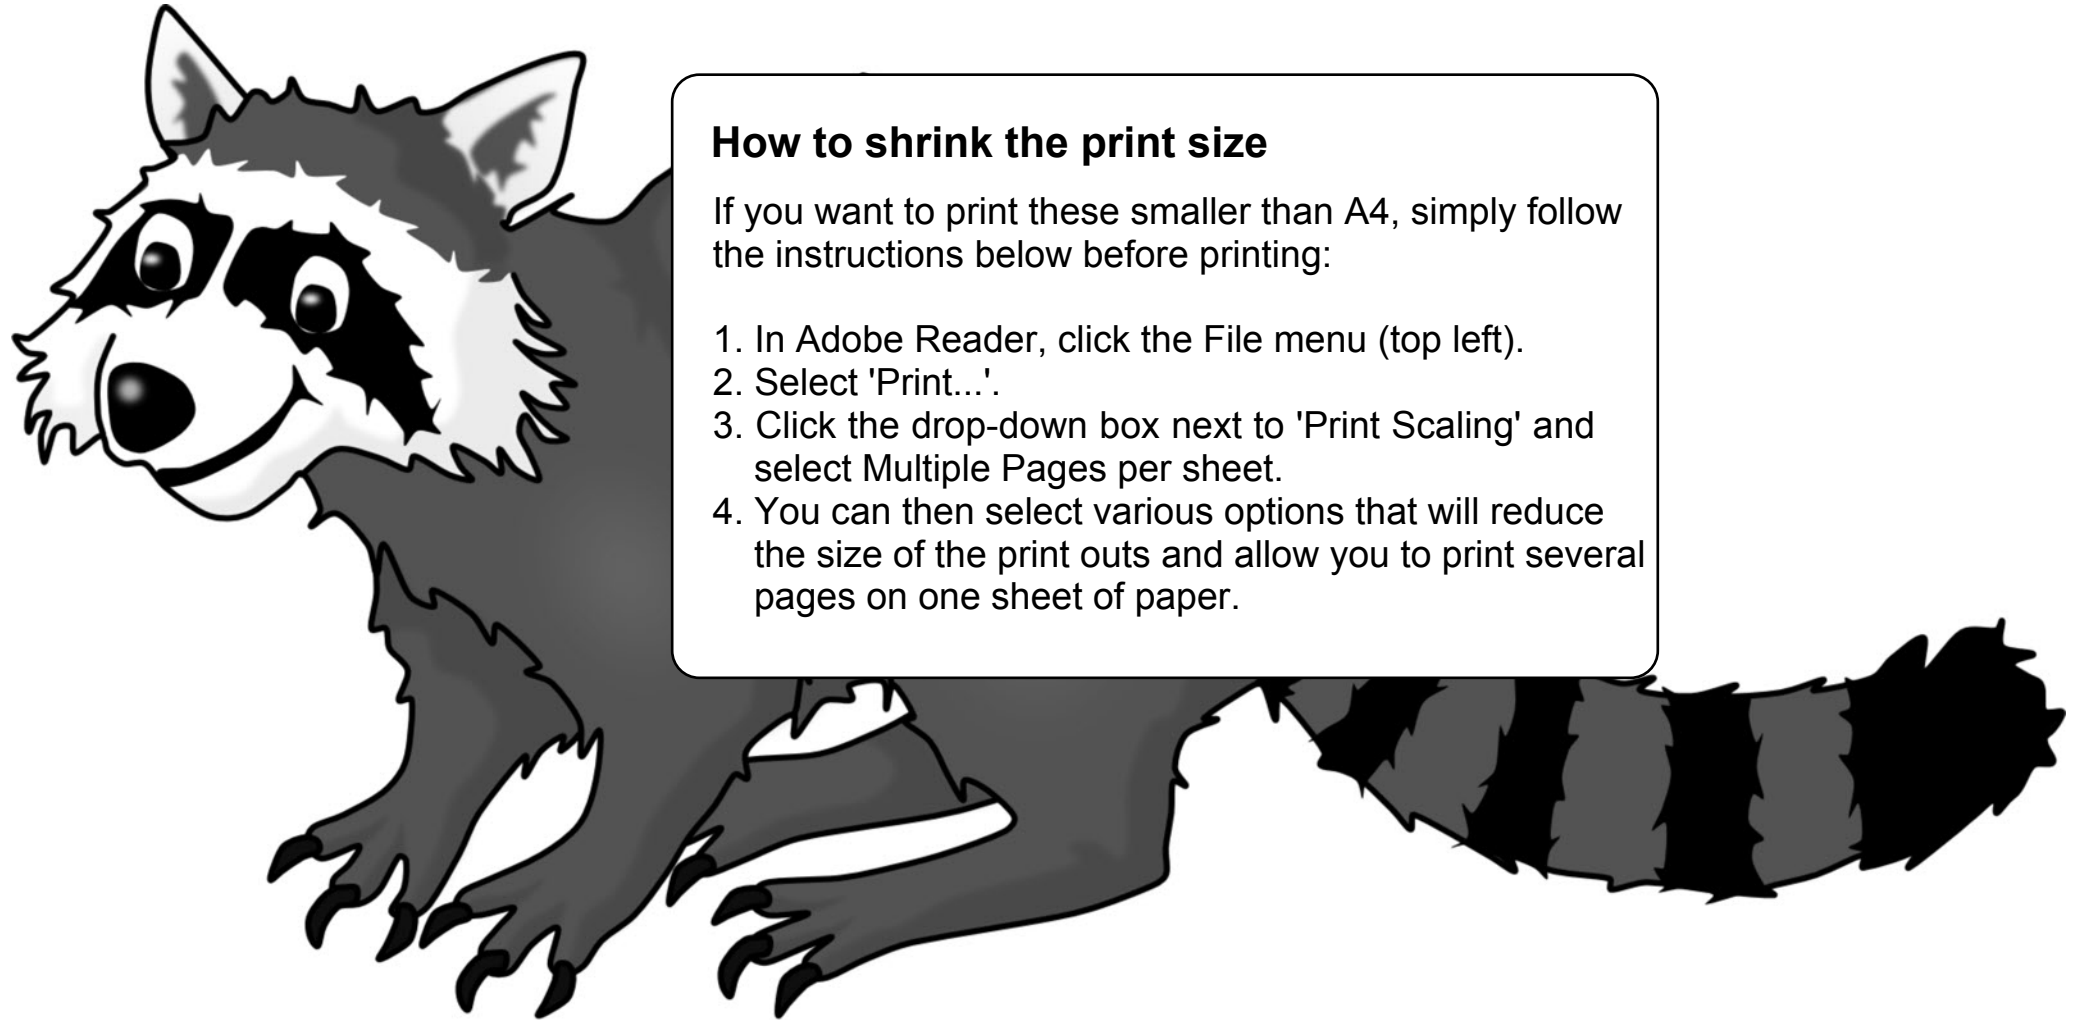 How to shrink the print size
If you want to print these smaller than A4, simply follow
the instructions below before printing:
1. In Adobe Reader, click the File menu (top left).
2. Select 'Print...'.
3. Click the drop-down box next to 'Print Scaling' and
select Multiple Pages per sheet.
4. You can then select various options that will reduce
the size of the print outs and allow you to print several
pages on one sheet of paper.